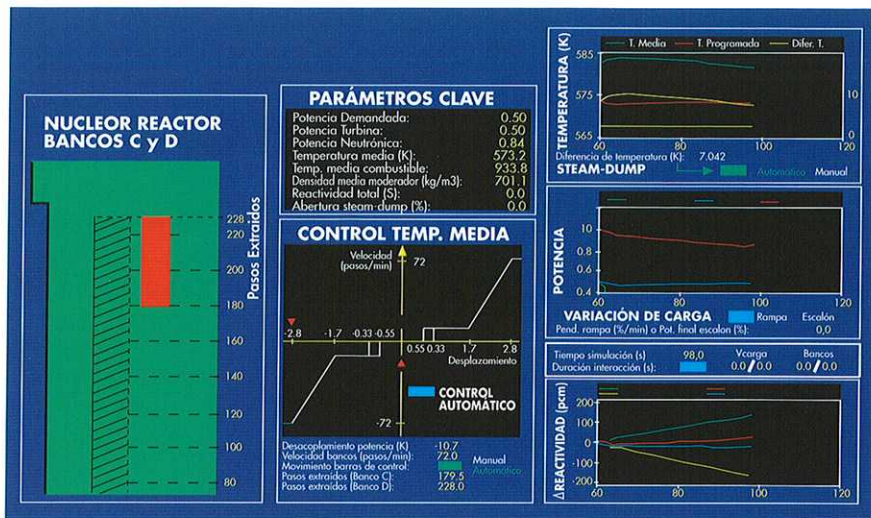 NUCLEOR REACTOR
BANCOS C y D
Pasos Extraídos
228
220
200
180
160
140
120
100
80
PARÁMETROS CLAVE
Potencia Demandada: 0.50
Potencia Turbina: 0.50
Potencia Neutrónica: 0.84
Temperatura media (K): 573.2
Temp. media combustible: 933.8
Densidad media moderador (kg/m3): 701.1
Reactividad total (S): 0.0
Abertura steam-dump (%): 0.0
CONTROL TEMP. MEDIA
Velocidad
(pasos/min)
72
-2.8 -1.7 -0.33 -0.55
0.55 0.33 1.7 2.8
Desplazamiento
CONTROL
AUTOMÁTICO
-72
Desacoplamiento potencia (K) -10.7
Velocidad bancos (pasos/min): 72.0
Movimiento barras de control: Manual
Automático
Pasos extraídos (Banco C) 179.5
Pasos extraídos (Banco D) 228.0
T. Media T. Programada Difer. T.
TEMPERATURA (K)
585
575 10
565 0
60 80 100 120
Diferencia de temperatura (K): 7.042
STEAM-DUMP Automático Manual
POTENCIA
10
0.8
0.6
0.4
60 80 100 120
VARIACIÓN DE CARGA Rampa Escalón
Pend. rampa (%/min) o Pot. final escalon (%): 0,0
Tiempo simulación (s) 98,0 Vcarga Bancos
Duración interacción (s): 0.0/0.0 0.0/0.0
ΔREACTIVIDAD (pcm)
200
100
0
-100
-200
60 80 100 120